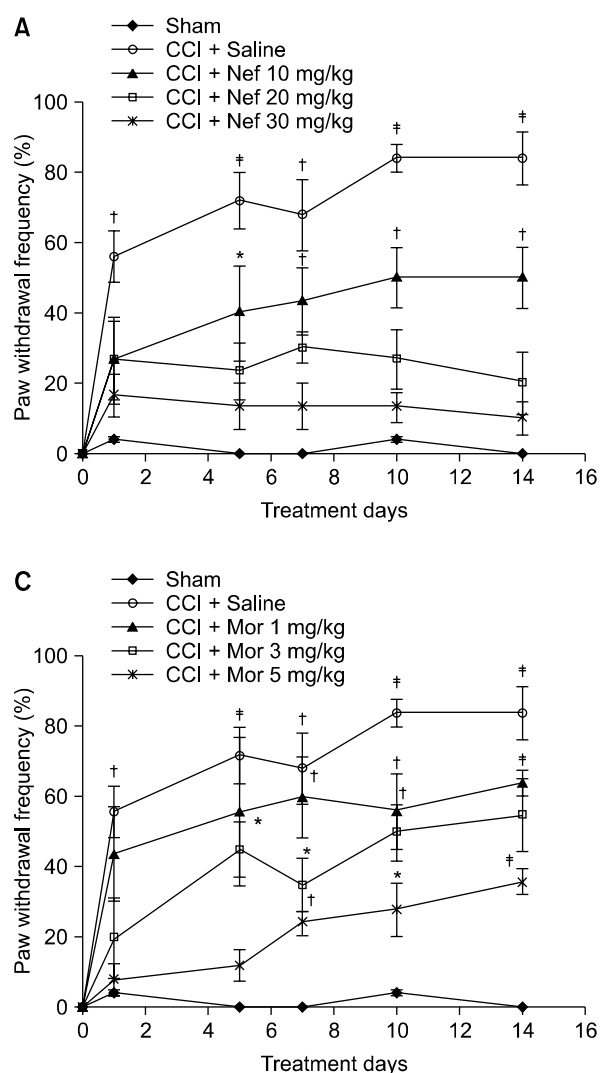 A
Sham
CCI + Saline
CCI + Nef 10 mg/kg
CCI + Nef 20 mg/kg
CCI + Nef 30 mg/kg
Paw withdrawal frequency (%)
100
80
60
40
20
0
† ‡ † ‡ ‡
* † † †
0 2 4 6 8 10 12 14 16
Treatment days
C
Sham
CCI + Saline
CCI + Mor 1 mg/kg
CCI + Mor 3 mg/kg
CCI + Mor 5 mg/kg
Paw withdrawal frequency (%)
100
80
60
40
20
0
† ‡ † ‡ ‡
† † † ‡
* * * ‡
†
0 2 4 6 8 10 12 14 16
Treatment days